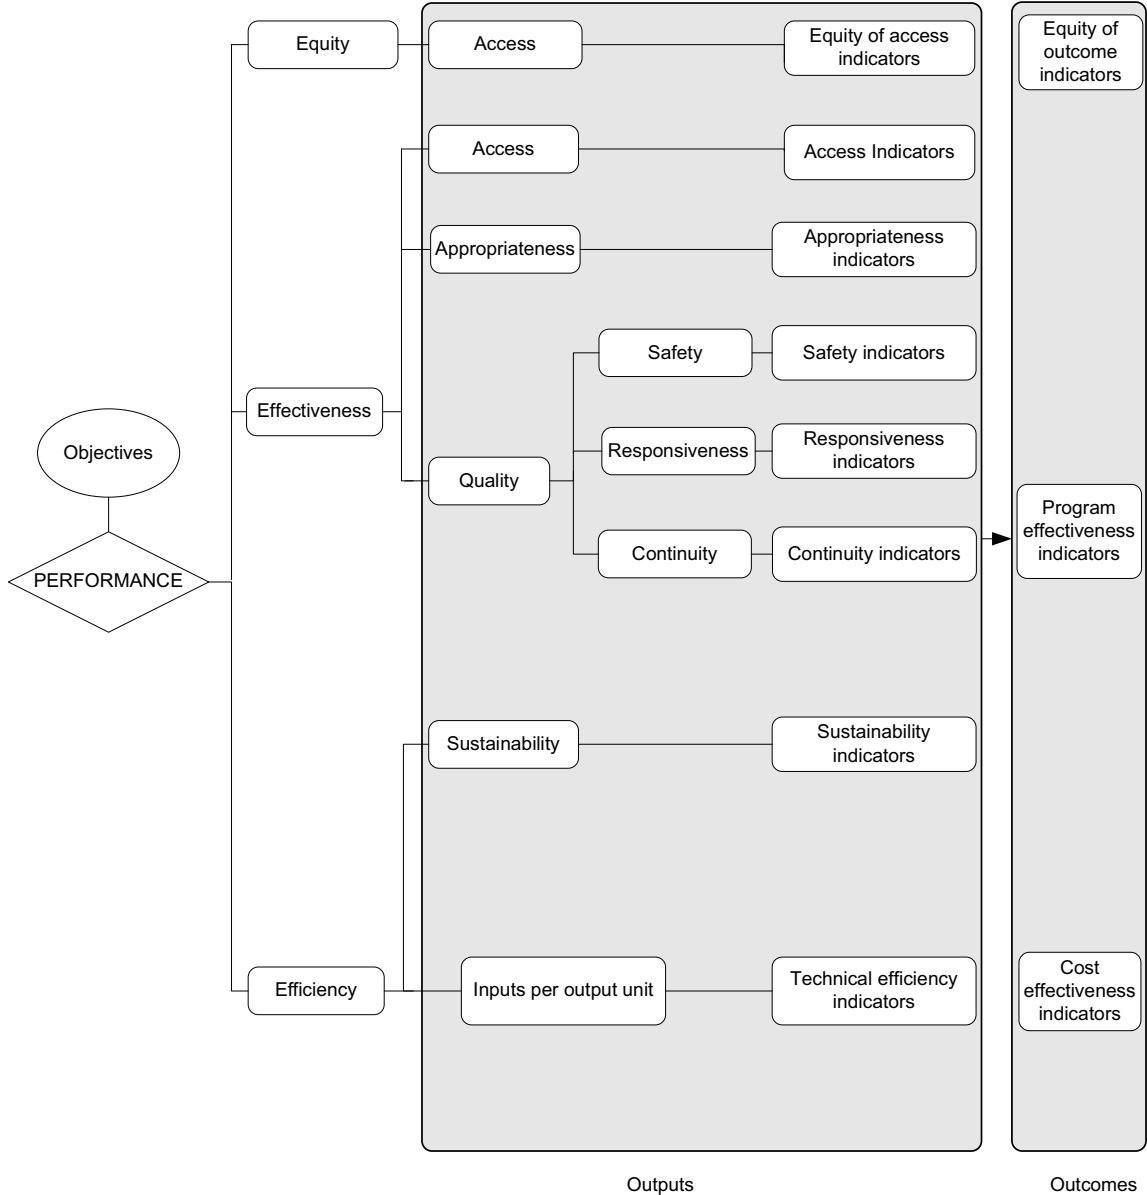 Equity
Access
Equity of access
indicators
Equity of
outcome
indicators
Access
Access Indicators
Appropriateness
Appropriateness
indicators
Safety
Safety indicators
Effectiveness
Responsiveness
Responsiveness
indicators
Objectives
Quality
Continuity
Continuity indicators
Program
effectiveness
indicators
PERFORMANCE
Sustainability
Sustainability
indicators
Efficiency
Inputs per output unit
Technical efficiency
indicators
Cost
effectiveness
indicators
Outputs
Outcomes